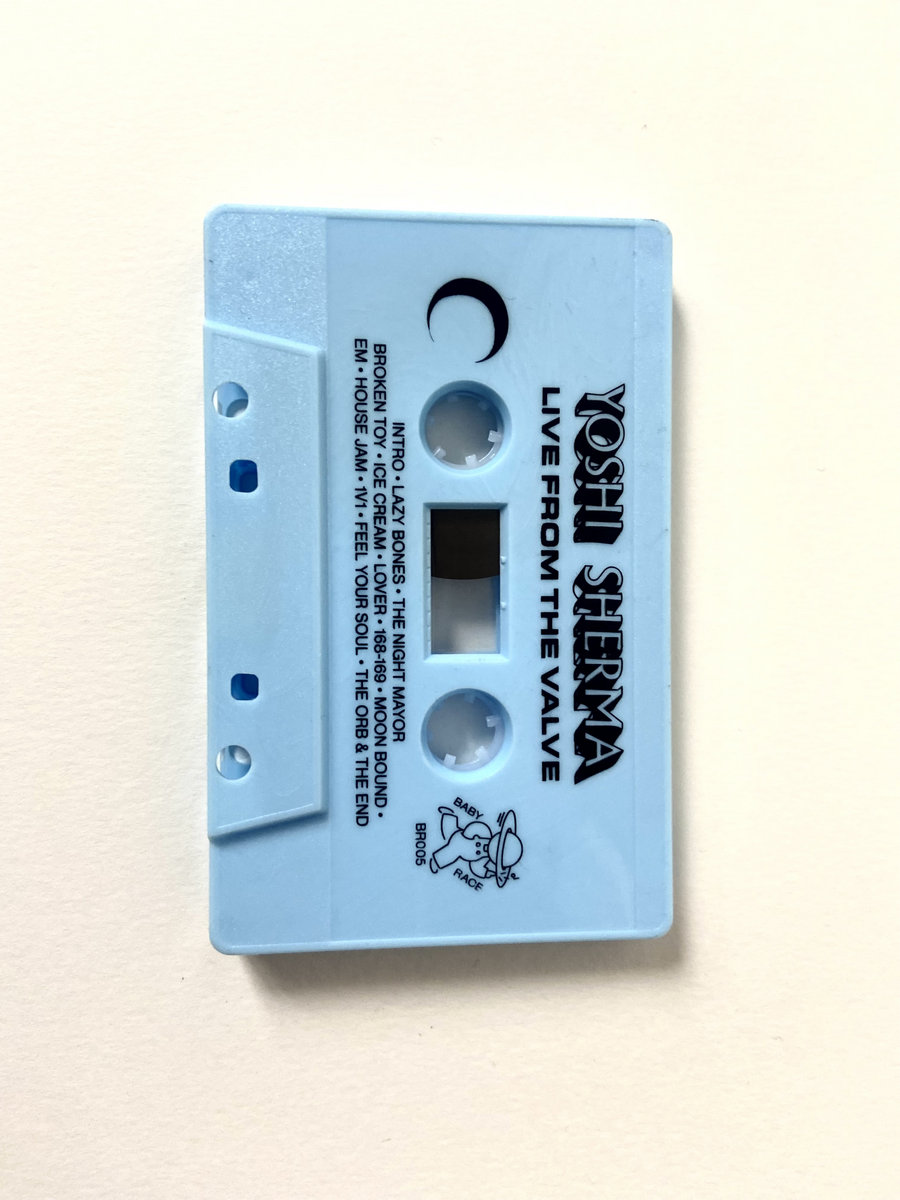 YOSHI SHERMA
LIVE FROM THE VALVE
BABY
RACE
BR005
INTRO • LAZY BONES • THE NIGHT MAYOR
BROKEN TOY • ICE CREAM • LOVER • 168-169 • MOON BOUND •
EM • HOUSE JAM • 1V1 • FEEL YOUR SOUL • THE ORB & THE END